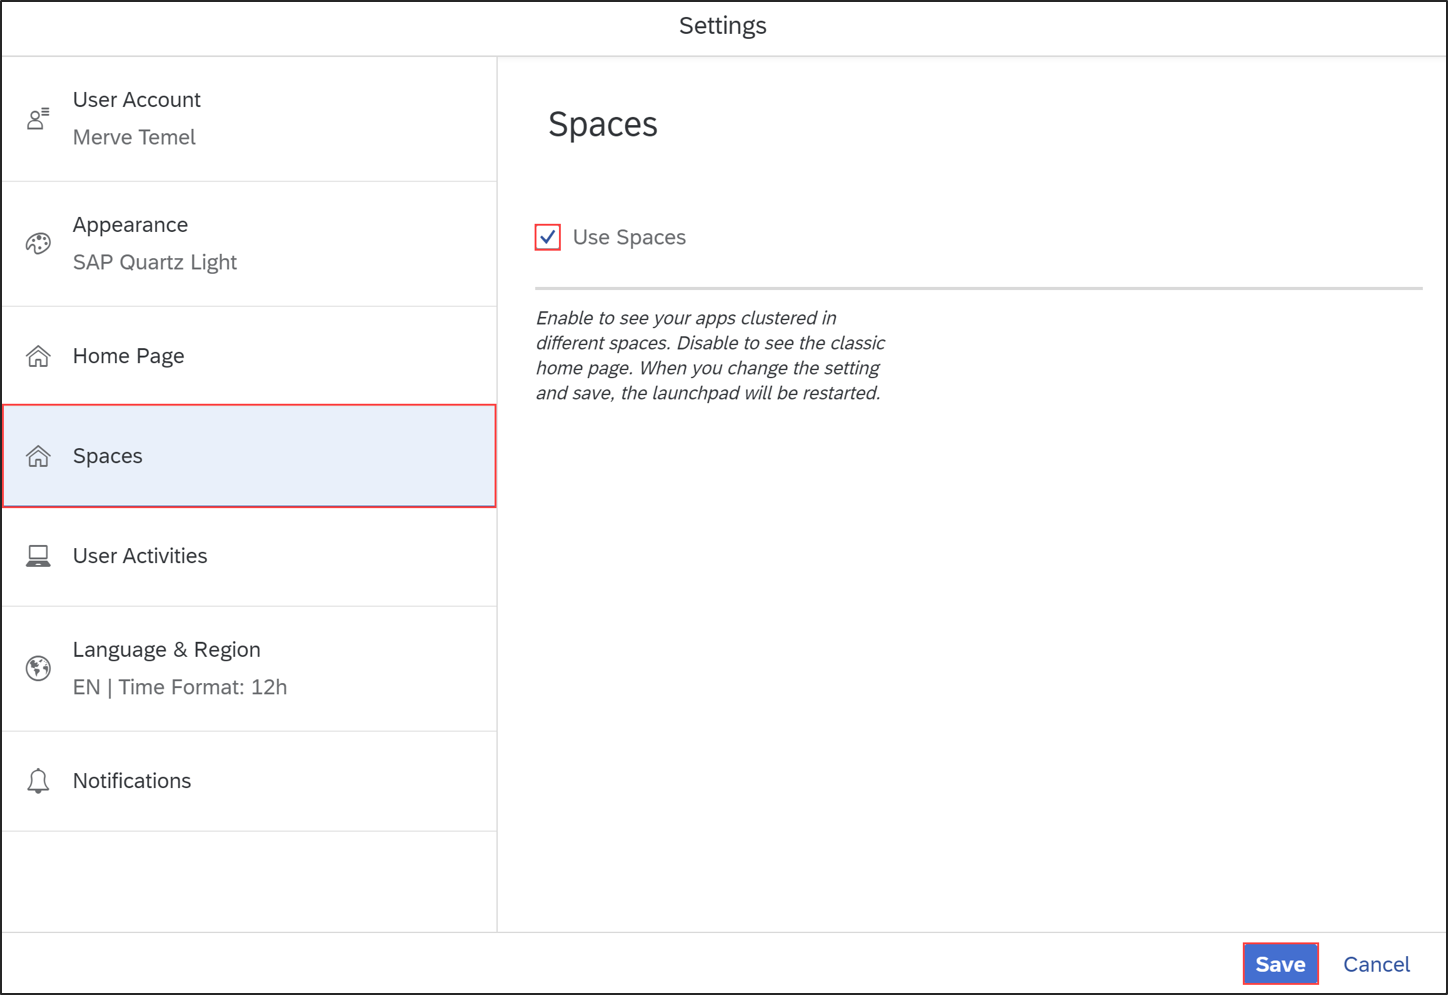 Settings
User Account
Merve Temel
Appearance
SAP Quartz Light
Home Page
Spaces
User Activities
Language & Region
EN | Time Format: 12h
Notifications
Spaces
Use Spaces
Enable to see your apps clustered in
different spaces. Disable to see the classic
home page. When you change the setting
and save, the launchpad will be restarted.
Save
Cancel